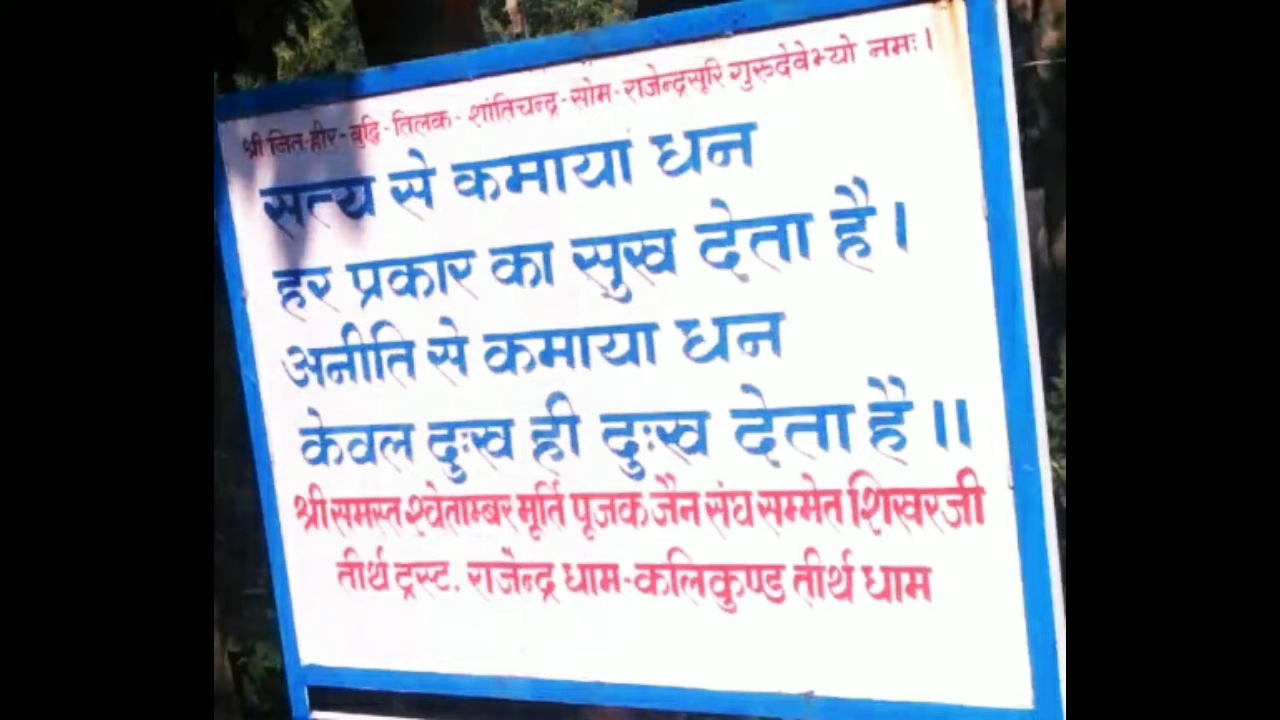 श्री जित-हीर-बुद्धि-तिलक-शांतिचन्द्र-सोम-राजेन्द्रसूरि गुरुदेवेभ्यो नमः।
सत्य से कमाया धन
हर प्रकार का सुख देता है।
अनीति से कमाया धन
केवल दुःख ही दुःख देता है॥
श्री समस्त श्वेताम्बर मूर्ति पूजक जैन संघ सम्मेत शिखरजी
तीर्थ ट्रस्ट. राजेन्द्र धाम-कलिकुण्ड तीर्थ धाम